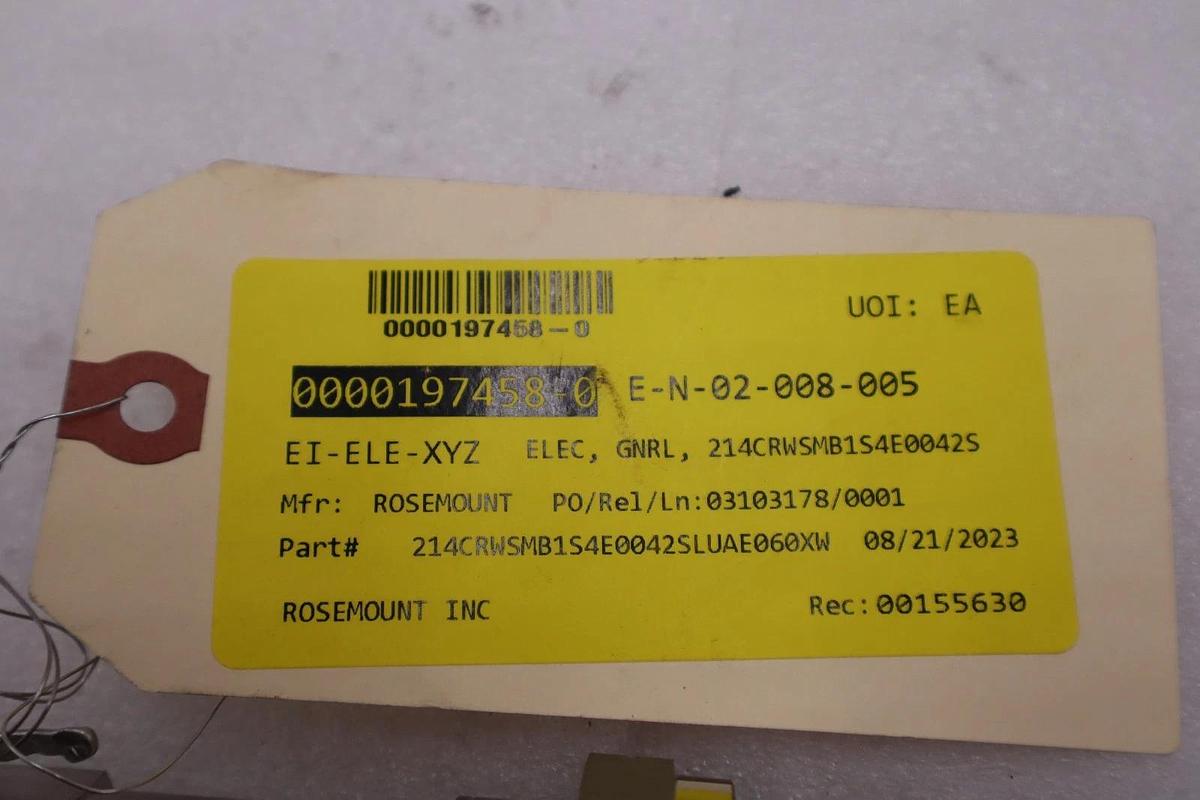 0000197458-0
UOI: EA
0000197458-0 E-N-02-008-005
EI-ELE-XYZ ELEC, GNRL, 214CRWSMB1S4E0042S
Mfr: ROSEMOUNT PO/Rel/Ln:03103178/0001
Part# 214CRWSMB1S4E0042SLUAE060XW 08/21/2023
ROSEMOUNT INC Rec:00155630